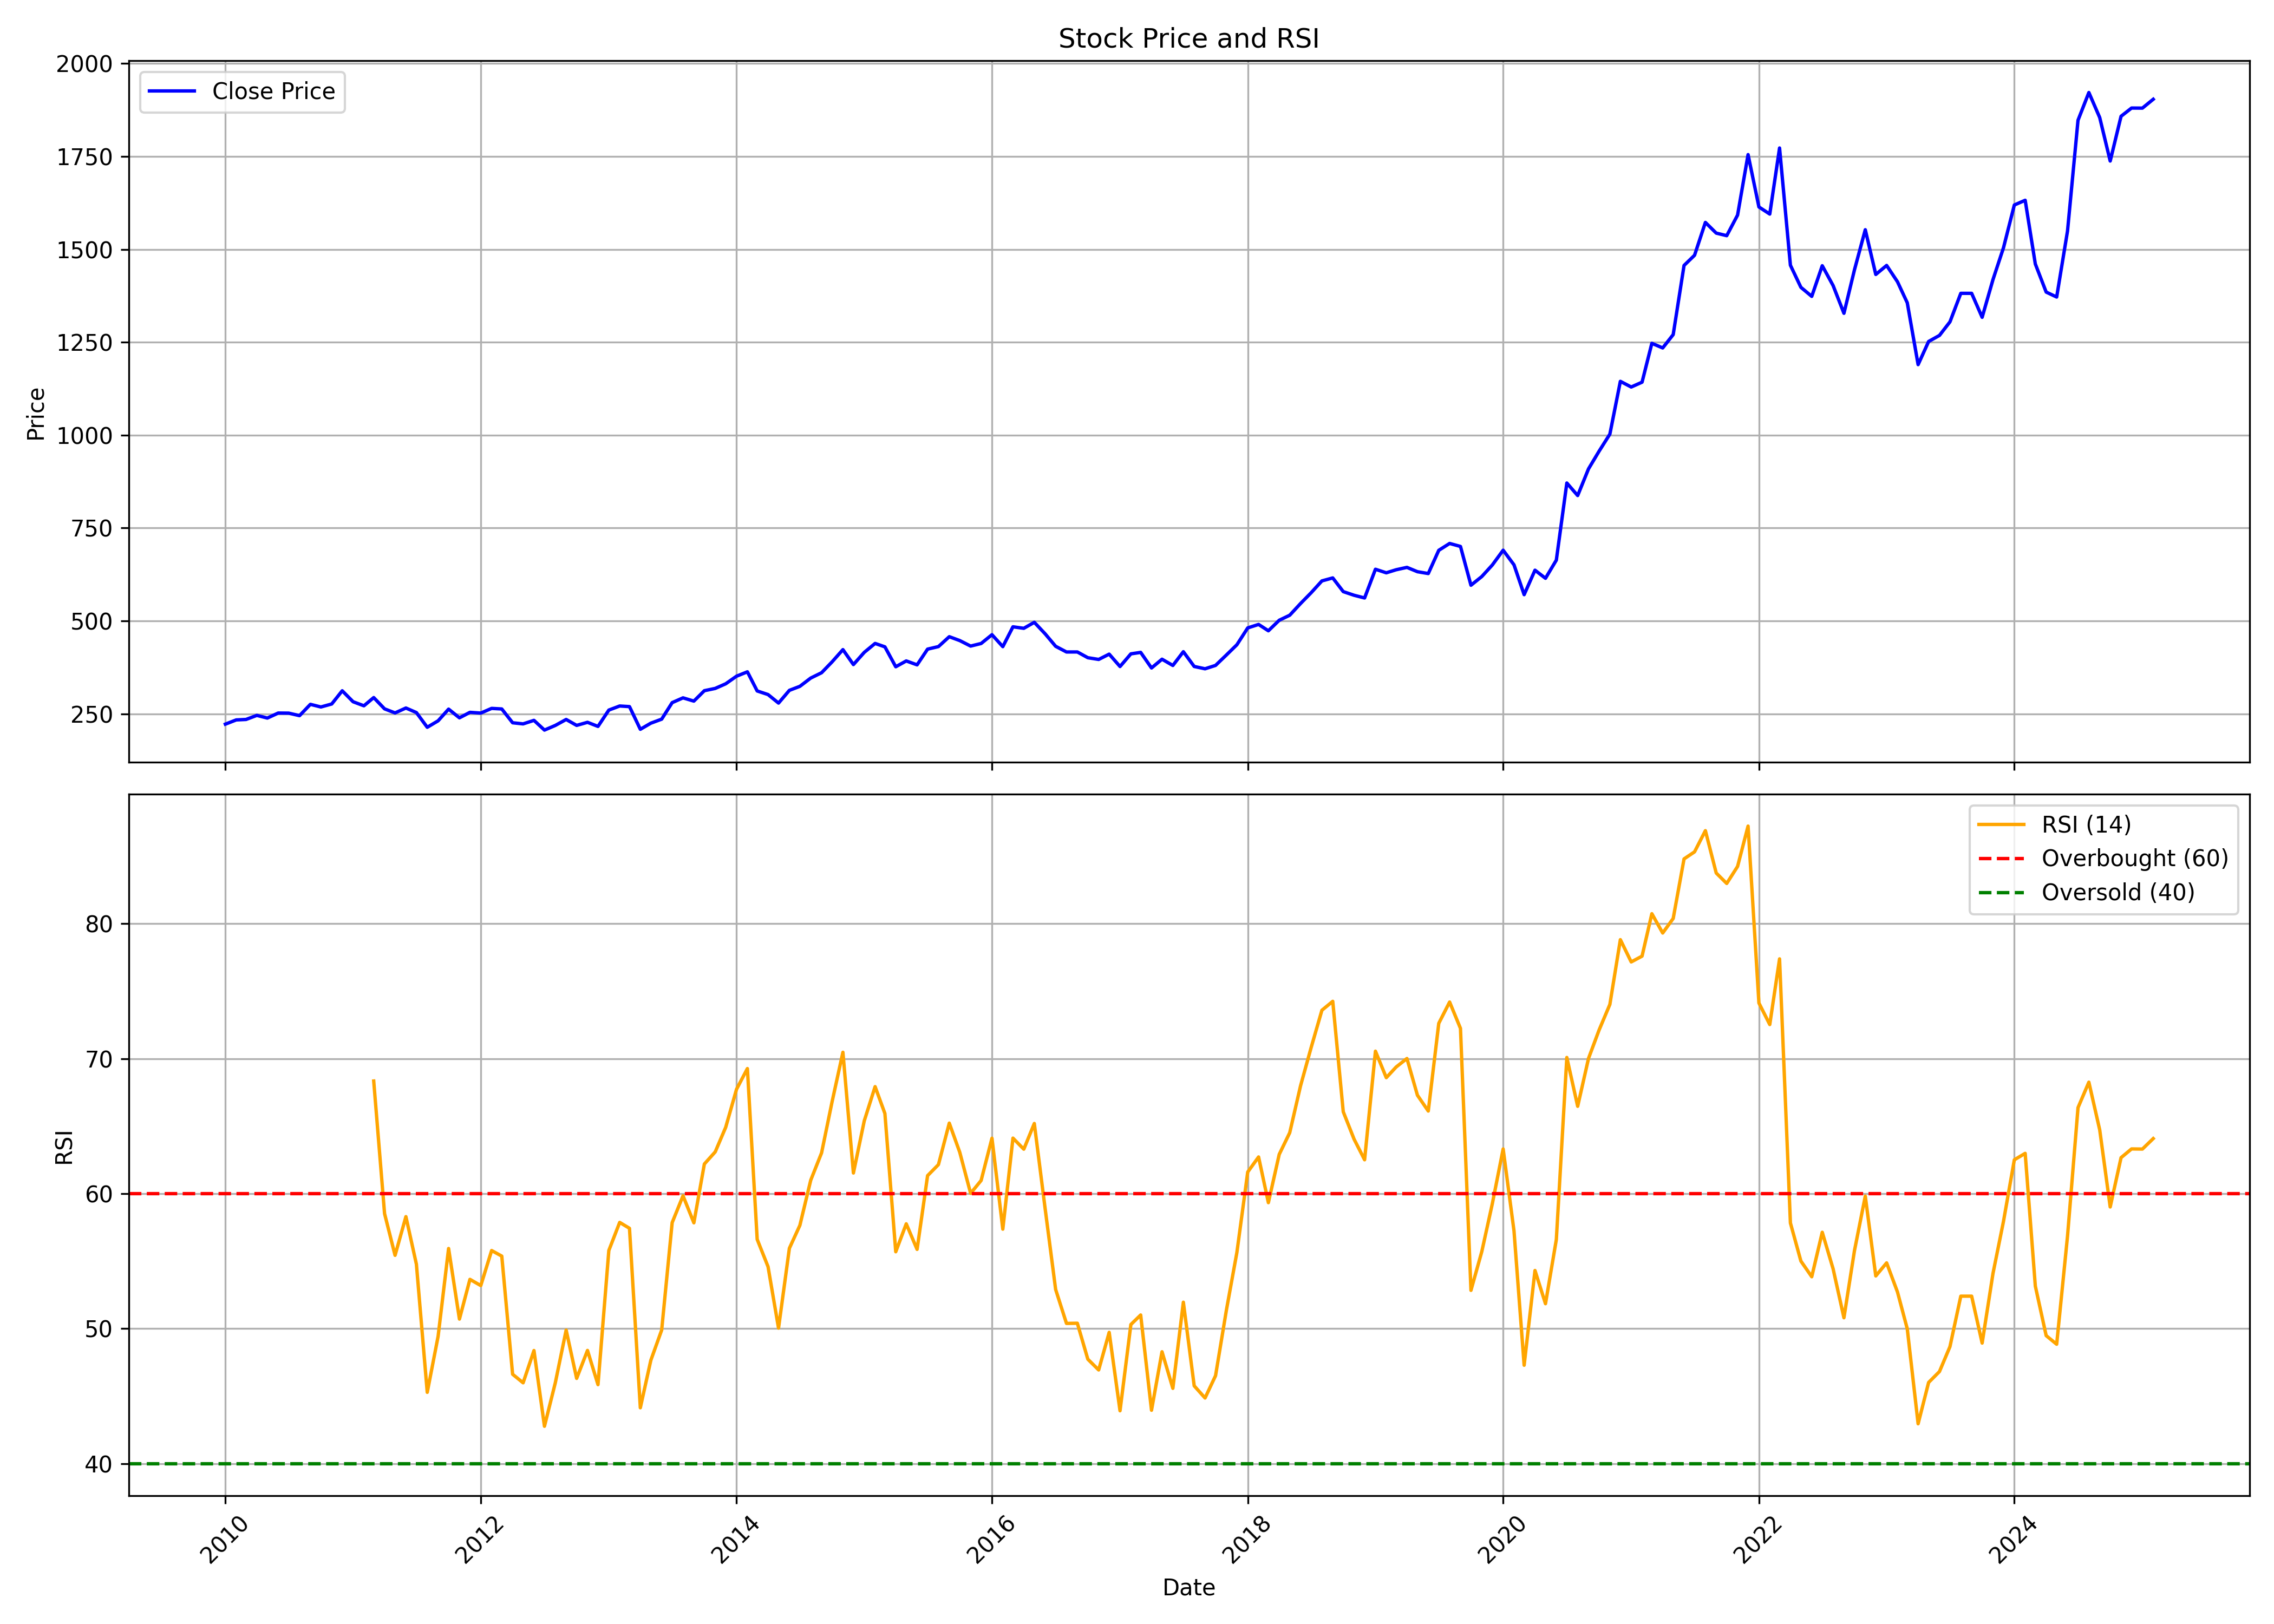 Stock Price and RSI
Close Price
2000
1750
1500
1250
1000
750
500
250
Price
RSI (14)
Overbought (60)
Oversold (40)
80
70
60
50
40
RSI
2010
2012
2014
2016
2018
2020
2022
2024
Date